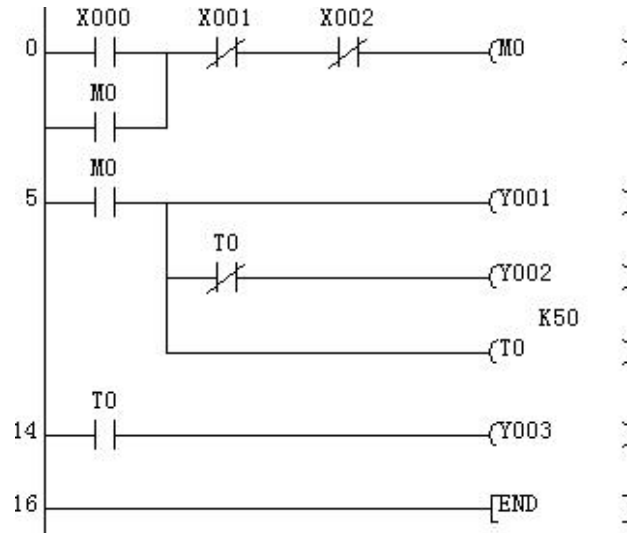 X000 X001 X002
0 (M0 )
M0
M0
5 (Y001 )
T0
(Y002 )
K50
(T0 )
T0
14 (Y003 )
16 [END ]